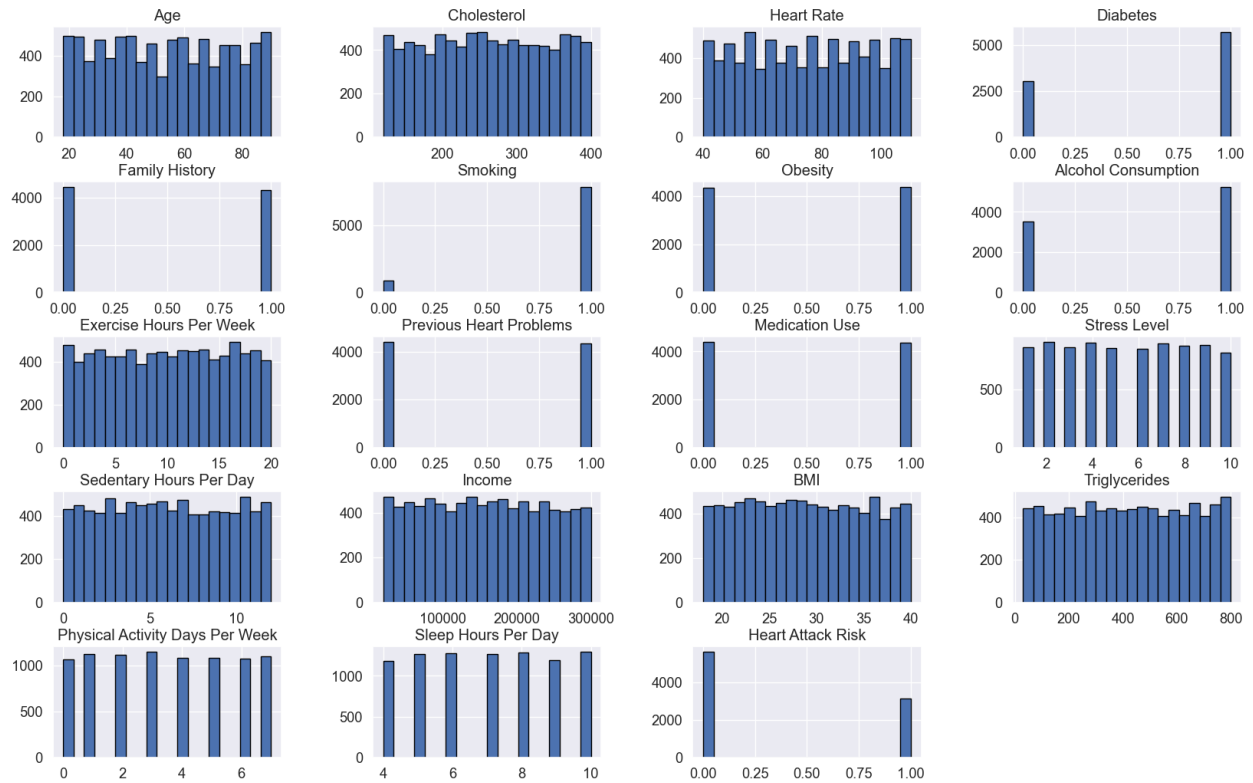 Age
Cholesterol
Heart Rate
Diabetes
400
200
0
20 40 60 80
400
200
0
200 300 400
400
200
0
40 60 80 100
5000
2500
0
0.00 0.25 0.50 0.75 1.00
Family History
Smoking
Obesity
Alcohol Consumption
4000
2000
0
0.00 0.25 0.50 0.75 1.00
5000
0
0.00 0.25 0.50 0.75 1.00
4000
2000
0
0.00 0.25 0.50 0.75 1.00
4000
2000
0
0.00 0.25 0.50 0.75 1.00
Exercise Hours Per Week
Previous Heart Problems
Medication Use
Stress Level
400
200
0
0 5 10 15 20
4000
2000
0
0.00 0.25 0.50 0.75 1.00
4000
2000
0
0.00 0.25 0.50 0.75 1.00
500
0
2 4 6 8 10
Sedentary Hours Per Day
Income
BMI
Triglycerides
400
200
0
0 5 10
400
200
0
100000 200000 300000
400
200
0
20 25 30 35 40
400
200
0
0 200 400 600 800
Physical Activity Days Per Week
Sleep Hours Per Day
Heart Attack Risk
1000
500
0
0 2 4 6
1000
500
0
4 6 8 10
4000
2000
0
0.00 0.25 0.50 0.75 1.00